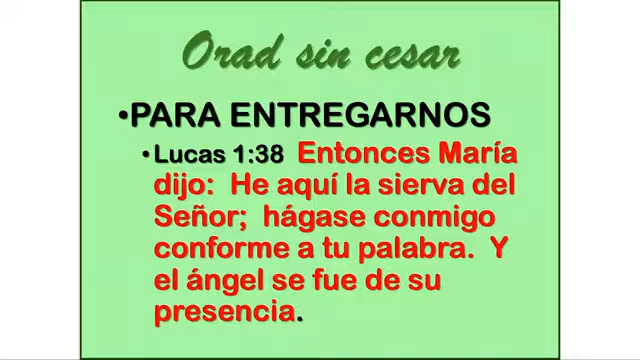 Orad sin cesar
•PARA ENTREGARNOS
•Lucas 1:38 Entonces María
dijo: He aquí la sierva del
Señor; hágase conmigo
conforme a tu palabra. Y
el ángel se fue de su
presencia.